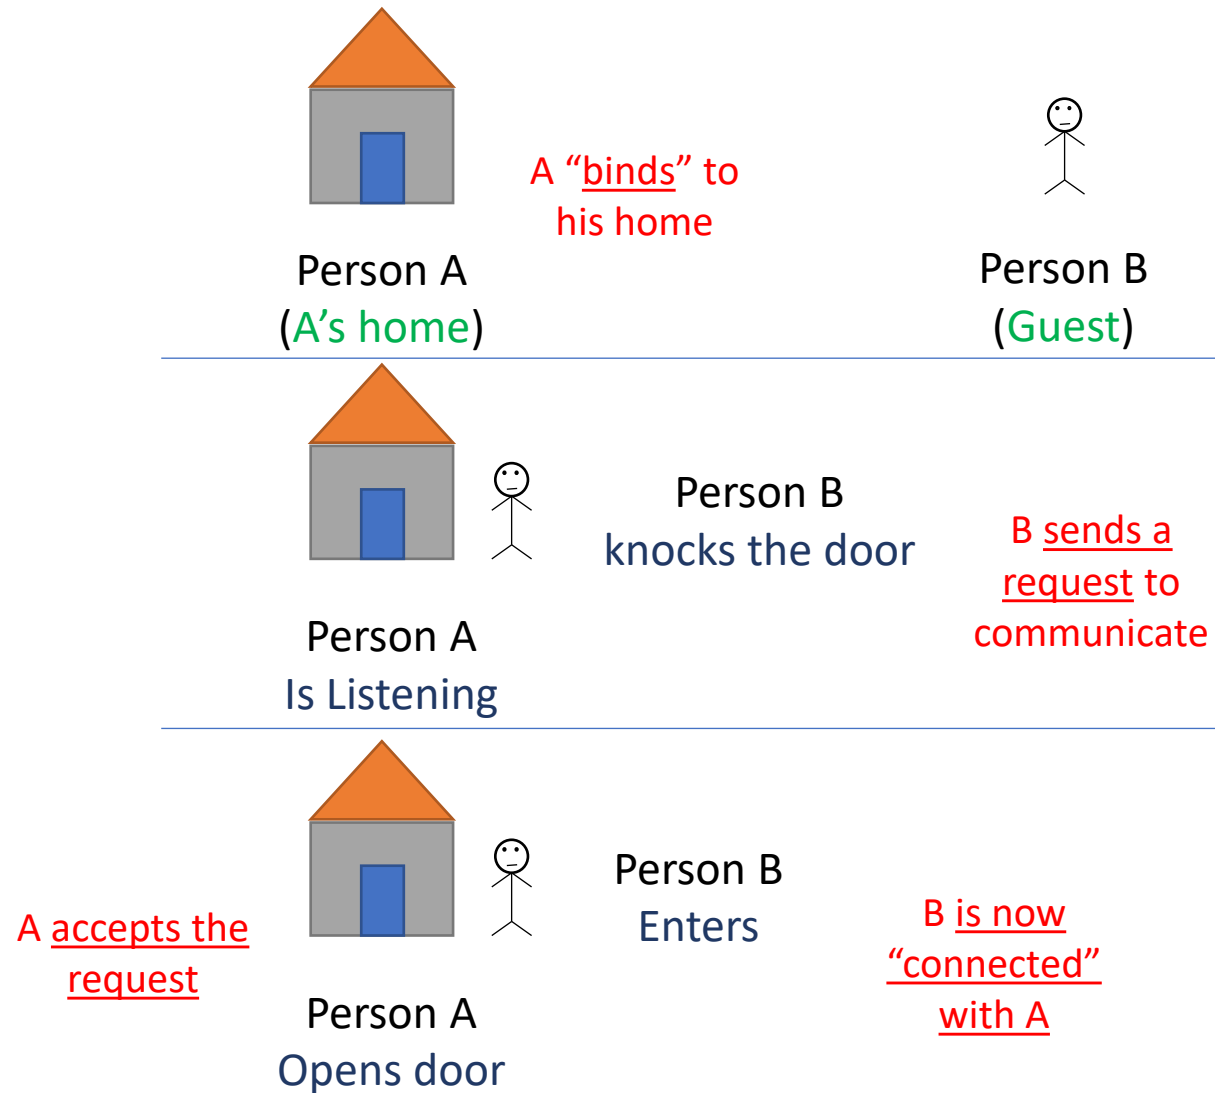 A “binds” to
his home
Person A
(A’s home)
Person B
(Guest)
Person B
knocks the door
B sends a
request to
communicate
Person A
Is Listening
Person B
Enters
A accepts the
request
B is now
“connected”
with A
Person A
Opens door